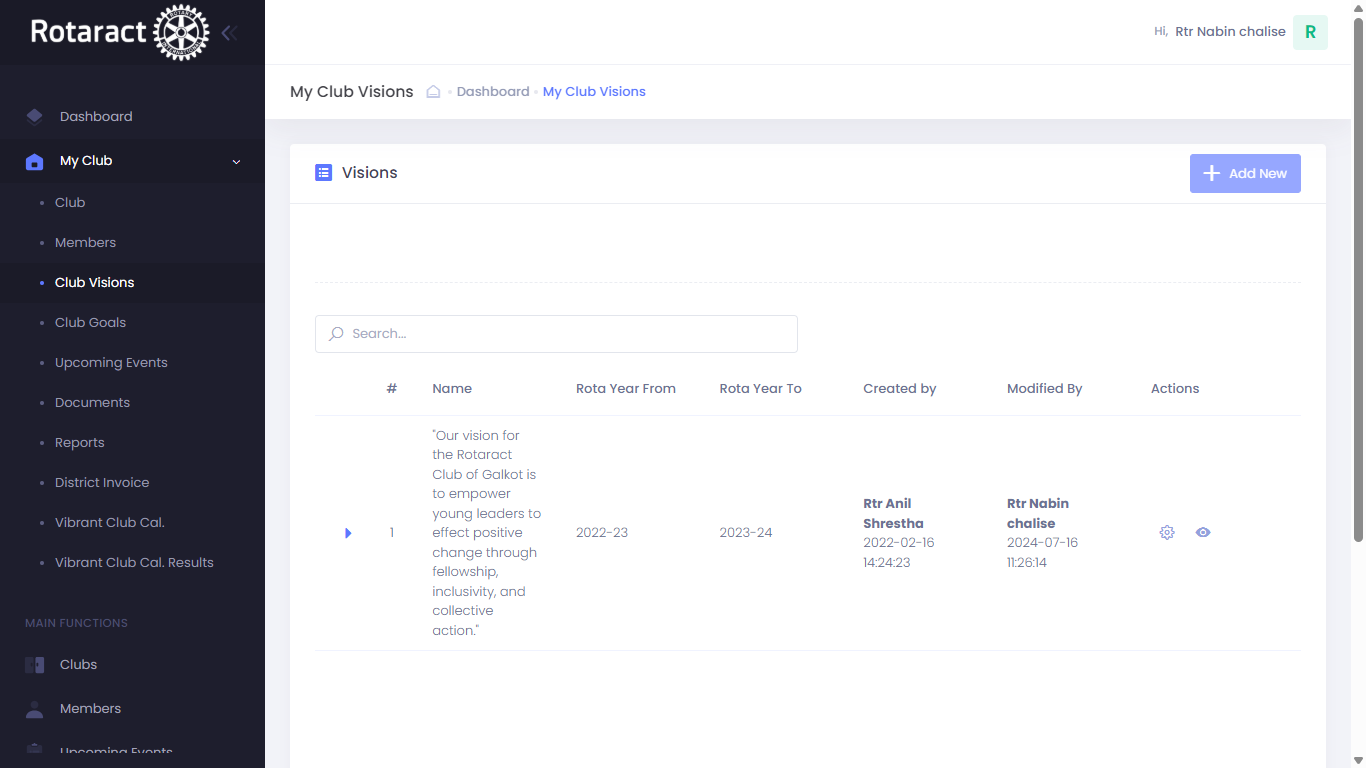 Rotaract
ROTARY
INTERNATIONAL
Hi, Rtr Nabin chalise
R
My Club Visions
Dashboard
My Club Visions
Dashboard
My Club
Club
Members
Club Visions
Club Goals
Upcoming Events
Documents
Reports
District Invoice
Vibrant Club Cal.
Vibrant Club Cal. Results
MAIN FUNCTIONS
Clubs
Members
Upcoming Events
Visions
Add New
Search...
# Name Rota Year From Rota Year To Created by Modified By Actions
1
"Our vision for
the Rotaract
Club of Galkot is
to empower
young leaders to
effect positive
change through
fellowship,
inclusivity, and
collective
action."
2022-23
2023-24
Rtr Anil
Shrestha
2022-02-16
14:24:23
Rtr Nabin
chalise
2024-07-16
11:26:14